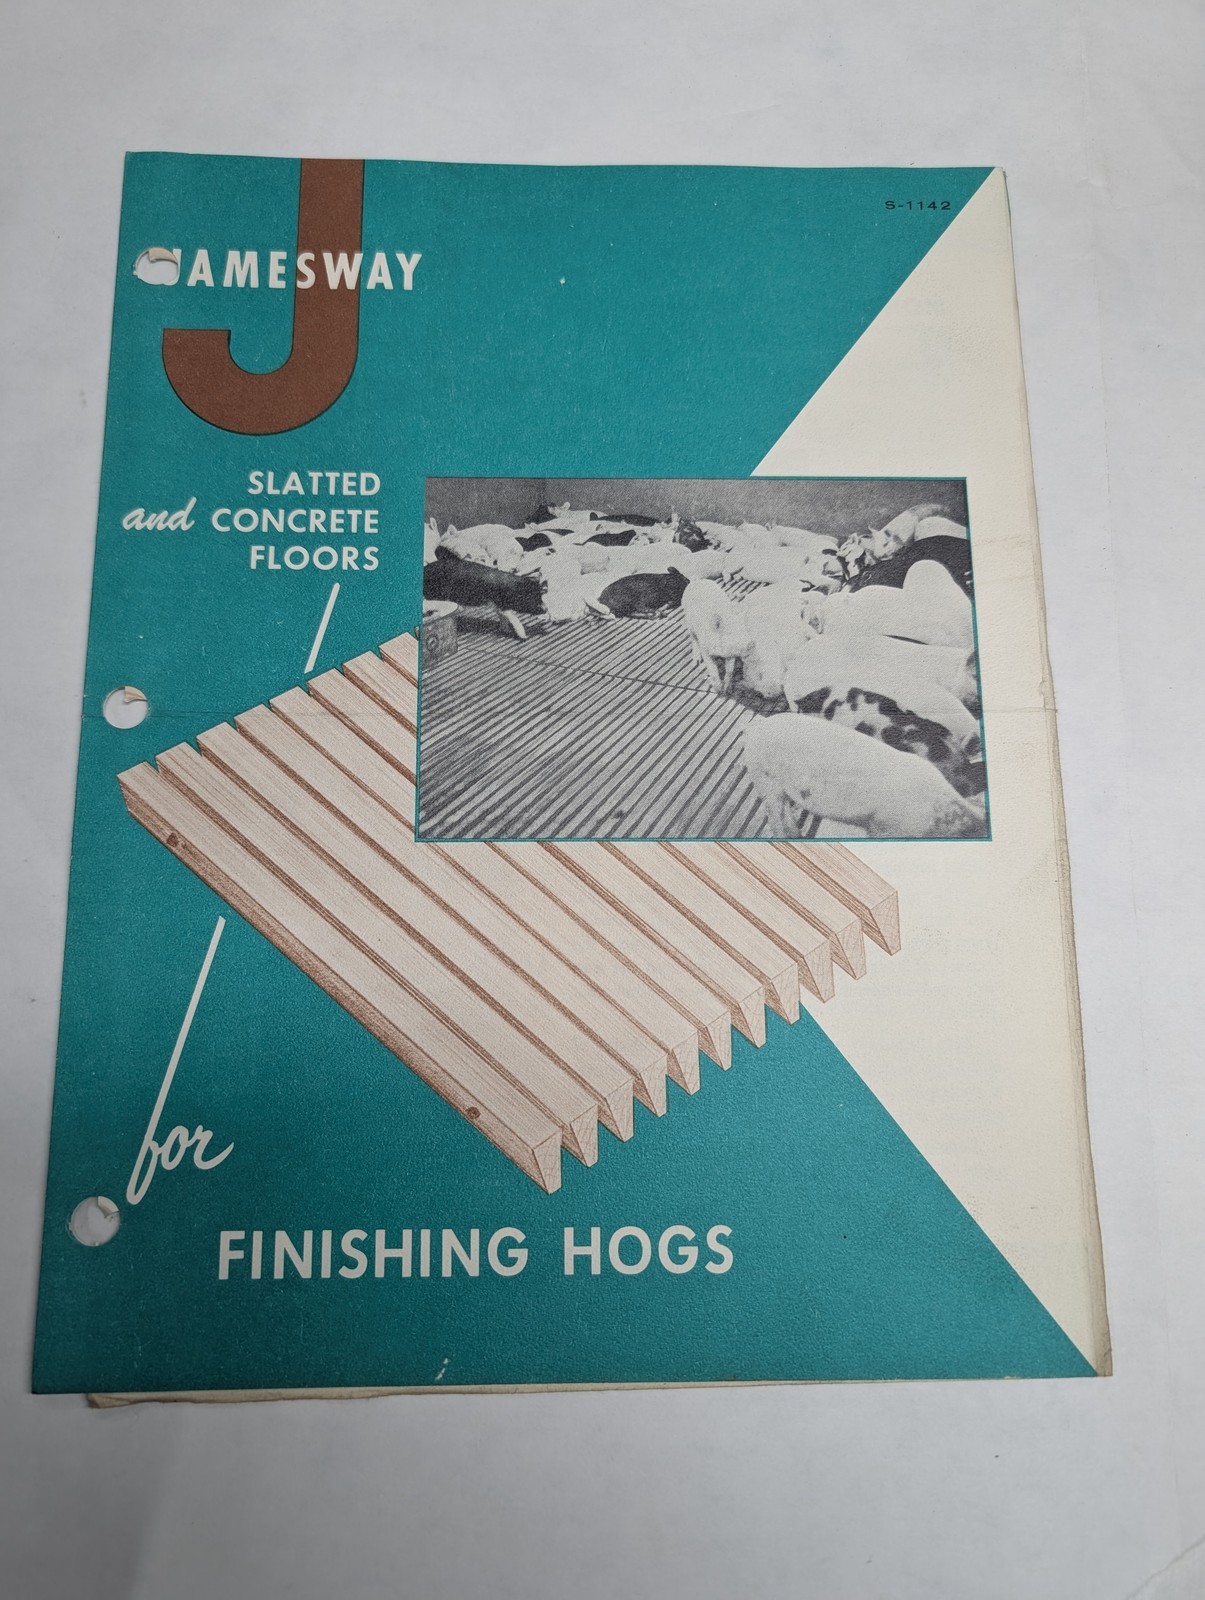 S-1142
JAMESWAY
SLATTED
and CONCRETE
FLOORS
for
FINISHING HOGS